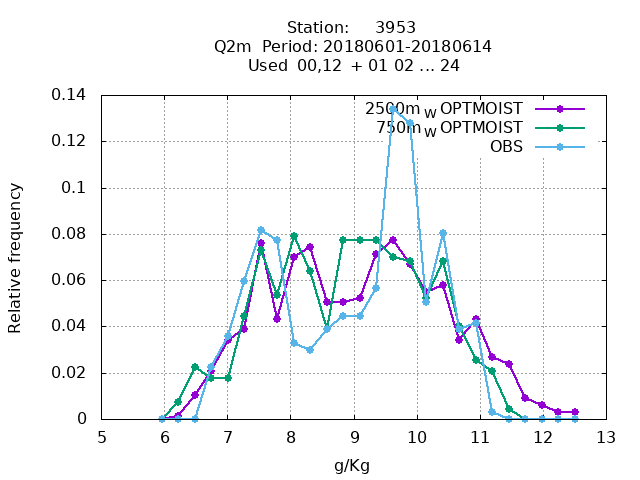 Station: 3953
Q2m Period: 20180601-20180614
Used 00,12 + 01 02 ... 24
2500m W OPTMOIST
750m W OPTMOIST
OBS
0.14
0.12
0.1
0.08
0.06
0.04
0.02
0
Relative frequency
5 6 7 8 9 10 11 12 13
g/Kg